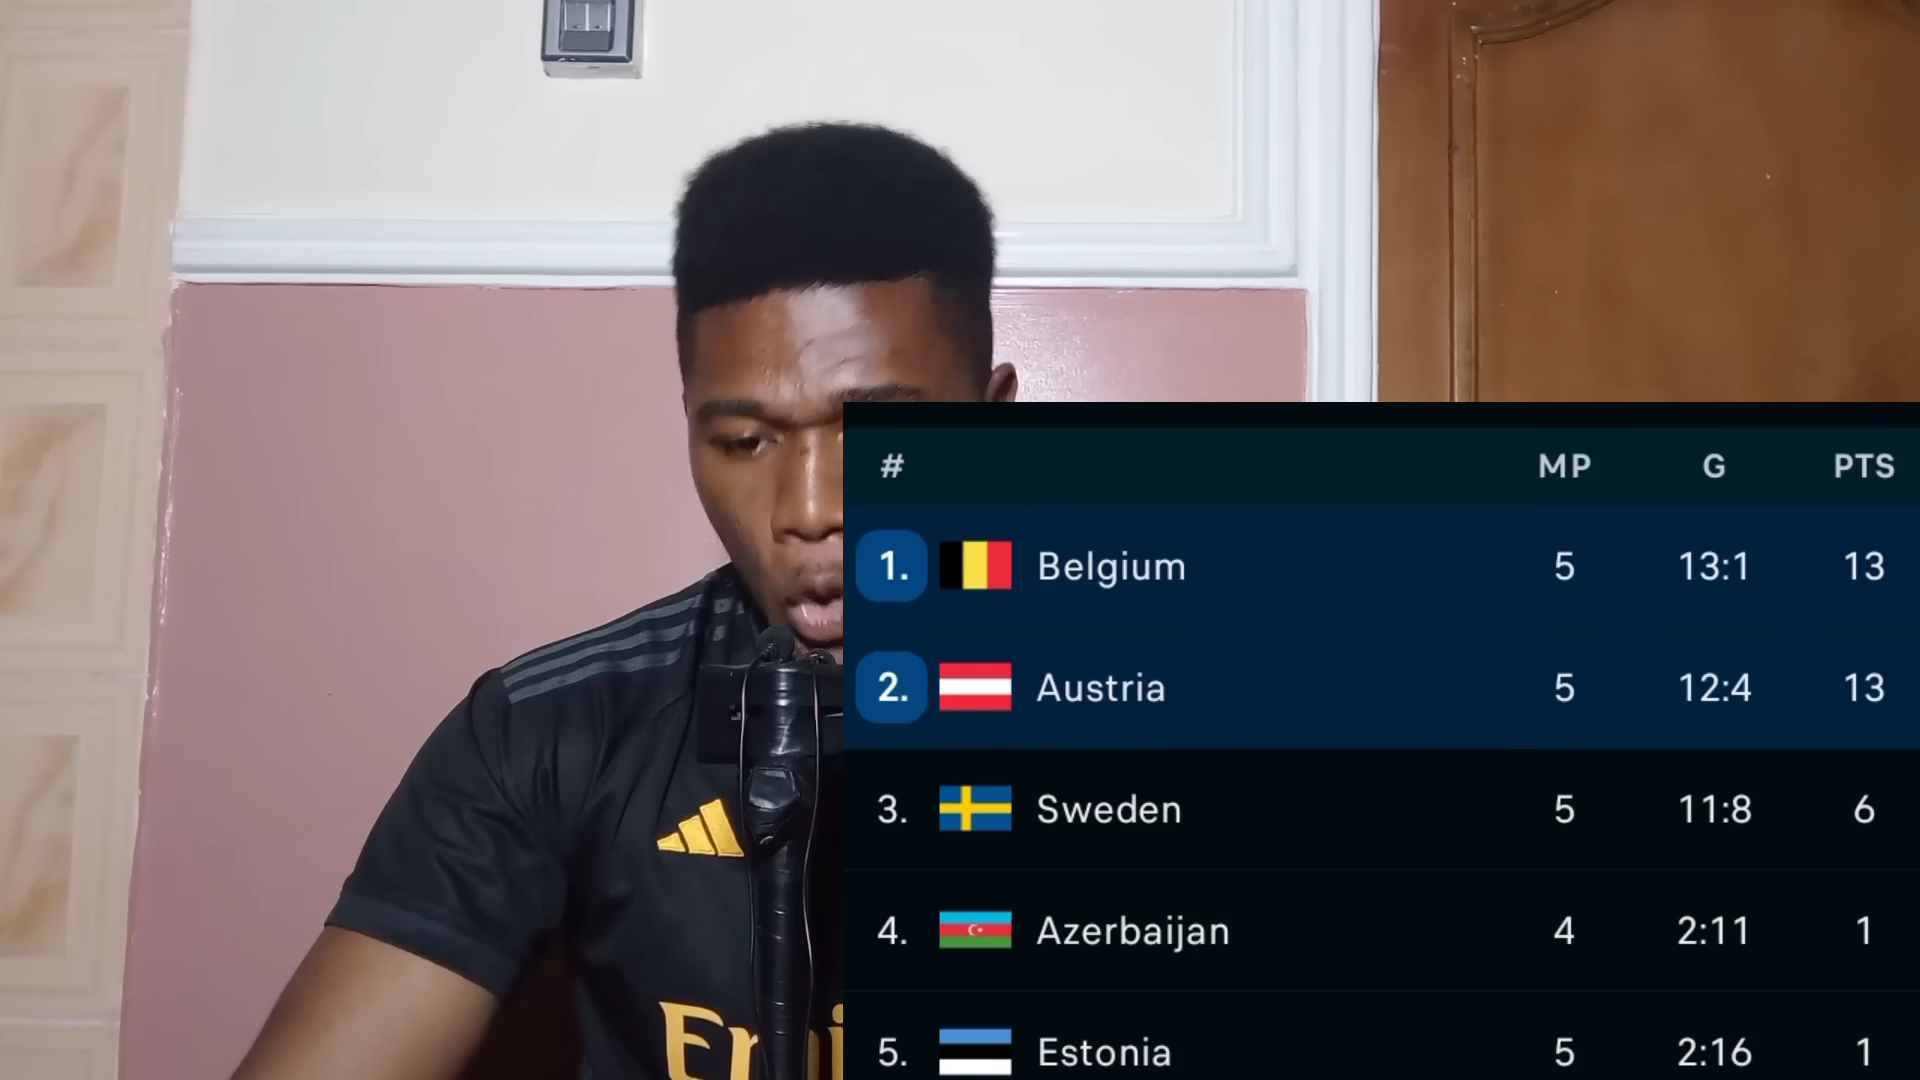 # MP G PTS
1. Belgium 5 13:1 13
2. Austria 5 12:4 13
3. Sweden 5 11:8 6
4. Azerbaijan 4 2:11 1
5. Estonia 5 2:16 1